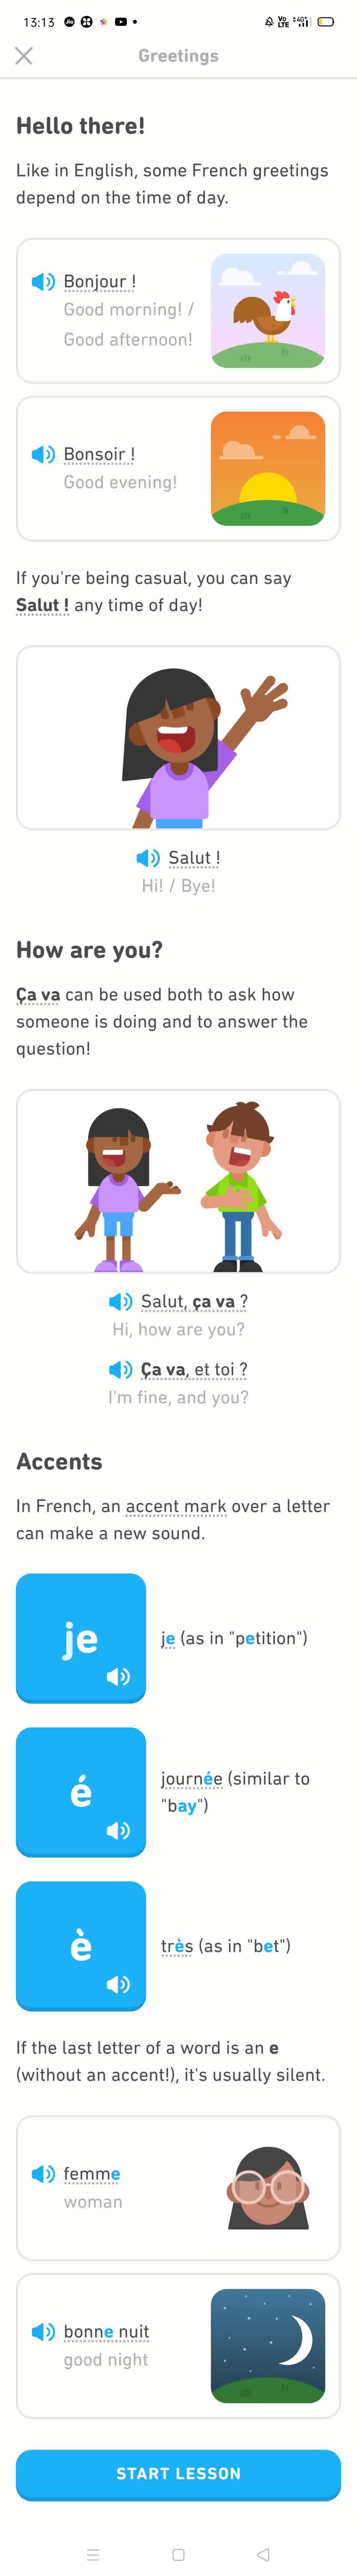 13:13
Vo LTE 4G+
Greetings
Hello there!
Like in English, some French greetings
depend on the time of day.
Bonjour !
Good morning! /
Good afternoon!
Bonsoir !
Good evening!
If you're being casual, you can say
Salut ! any time of day!
Salut !
Hi! / Bye!
How are you?
Ça va can be used both to ask how
someone is doing and to answer the
question!
Salut, ça va ?
Hi, how are you?
Ça va, et toi ?
I'm fine, and you?
Accents
In French, an accent mark over a letter
can make a new sound.
je
je (as in "petition")
é
journée (similar to
"bay")
è
très (as in "bet")
If the last letter of a word is an e
(without an accent!), it's usually silent.
femme
woman
bonne nuit
good night
START LESSON